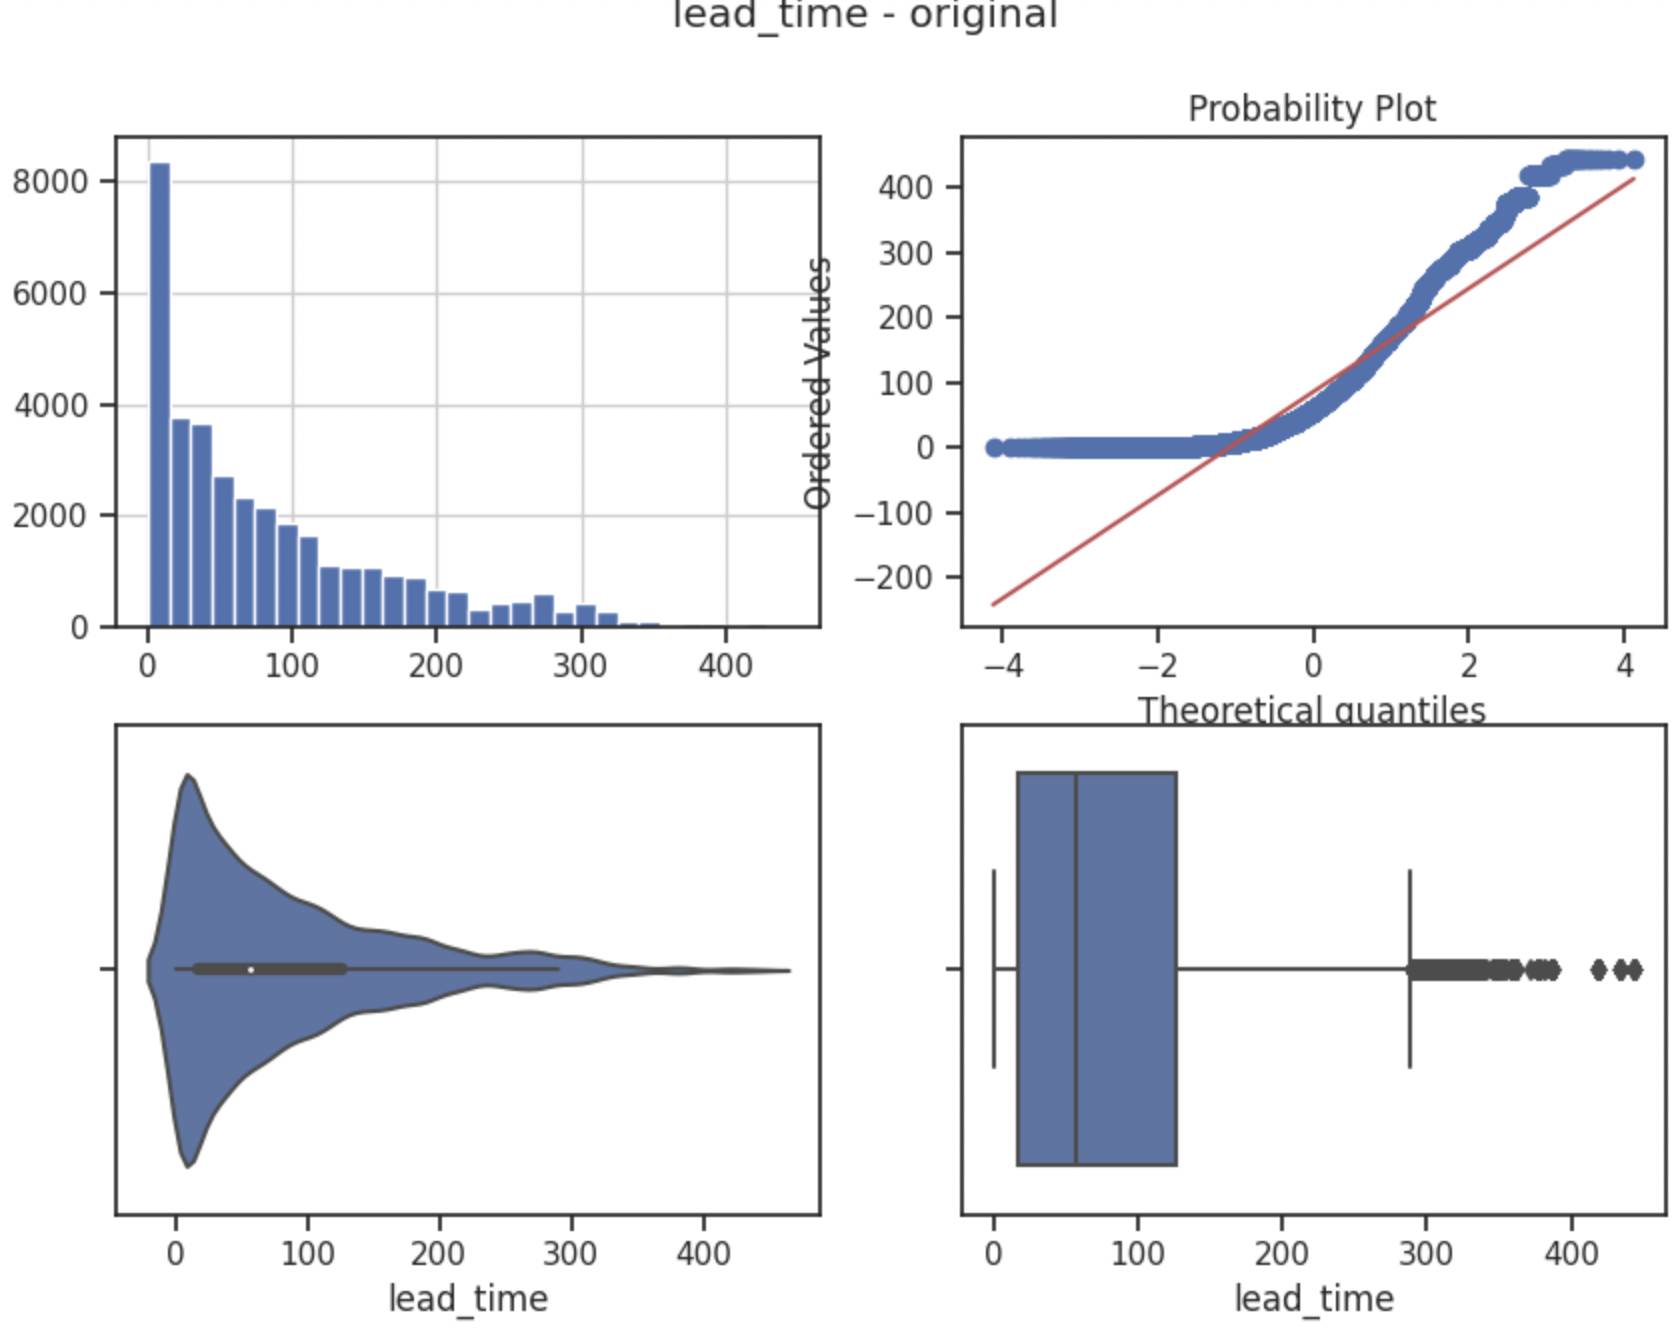 lead_time - original
8000
6000
4000
2000
0
0 100 200 300 400
Probability Plot
Ordered Values
400
300
200
100
0
−100
−200
−4 −2 0 2 4
Theoretical quantiles
0 100 200 300 400
lead_time
0 100 200 300 400
lead_time